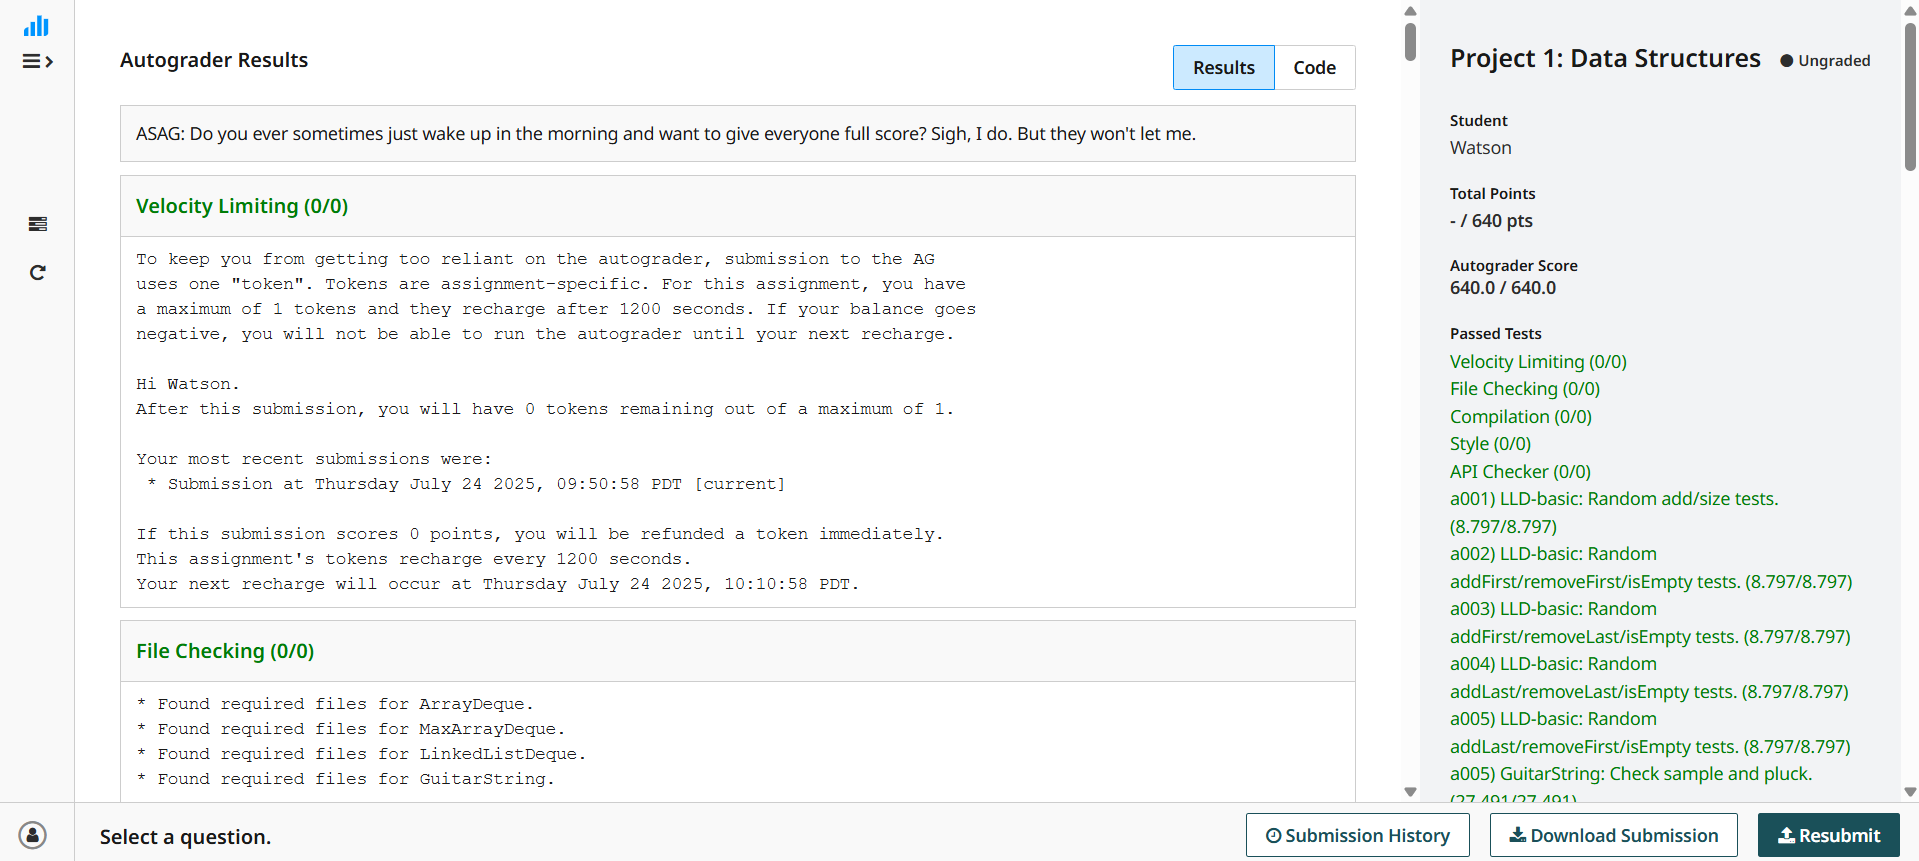 Autograder Results
Results
Code
ASAG: Do you ever sometimes just wake up in the morning and want to give everyone full score? Sigh, I do. But they won't let me.
Velocity Limiting (0/0)
To keep you from getting too reliant on the autograder, submission to the AG
uses one "token". Tokens are assignment-specific. For this assignment, you have
a maximum of 1 tokens and they recharge after 1200 seconds. If your balance goes
negative, you will not be able to run the autograder until your next recharge.
Hi Watson.
After this submission, you will have 0 tokens remaining out of a maximum of 1.
Your most recent submissions were:
* Submission at Thursday July 24 2025, 09:50:58 PDT [current]
If this submission scores 0 points, you will be refunded a token immediately.
This assignment's tokens recharge every 1200 seconds.
Your next recharge will occur at Thursday July 24 2025, 10:10:58 PDT.
File Checking (0/0)
* Found required files for ArrayDeque.
* Found required files for MaxArrayDeque.
* Found required files for LinkedListDeque.
* Found required files for GuitarString.
Project 1: Data Structures
Ungraded
Student
Watson
Total Points
- / 640 pts
Autograder Score
640.0 / 640.0
Passed Tests
Velocity Limiting (0/0)
File Checking (0/0)
Compilation (0/0)
Style (0/0)
API Checker (0/0)
a001) LLD-basic: Random add/size tests.
(8.797/8.797)
a002) LLD-basic: Random
addFirst/removeFirst/isEmpty tests. (8.797/8.797)
a003) LLD-basic: Random
addFirst/removeLast/isEmpty tests. (8.797/8.797)
a004) LLD-basic: Random
addLast/removeLast/isEmpty tests. (8.797/8.797)
a005) LLD-basic: Random
addLast/removeFirst/isEmpty tests. (8.797/8.797)
a005) GuitarString: Check sample and pluck.
(27.491/27.491)
Select a question.
Submission History
Download Submission
Resubmit